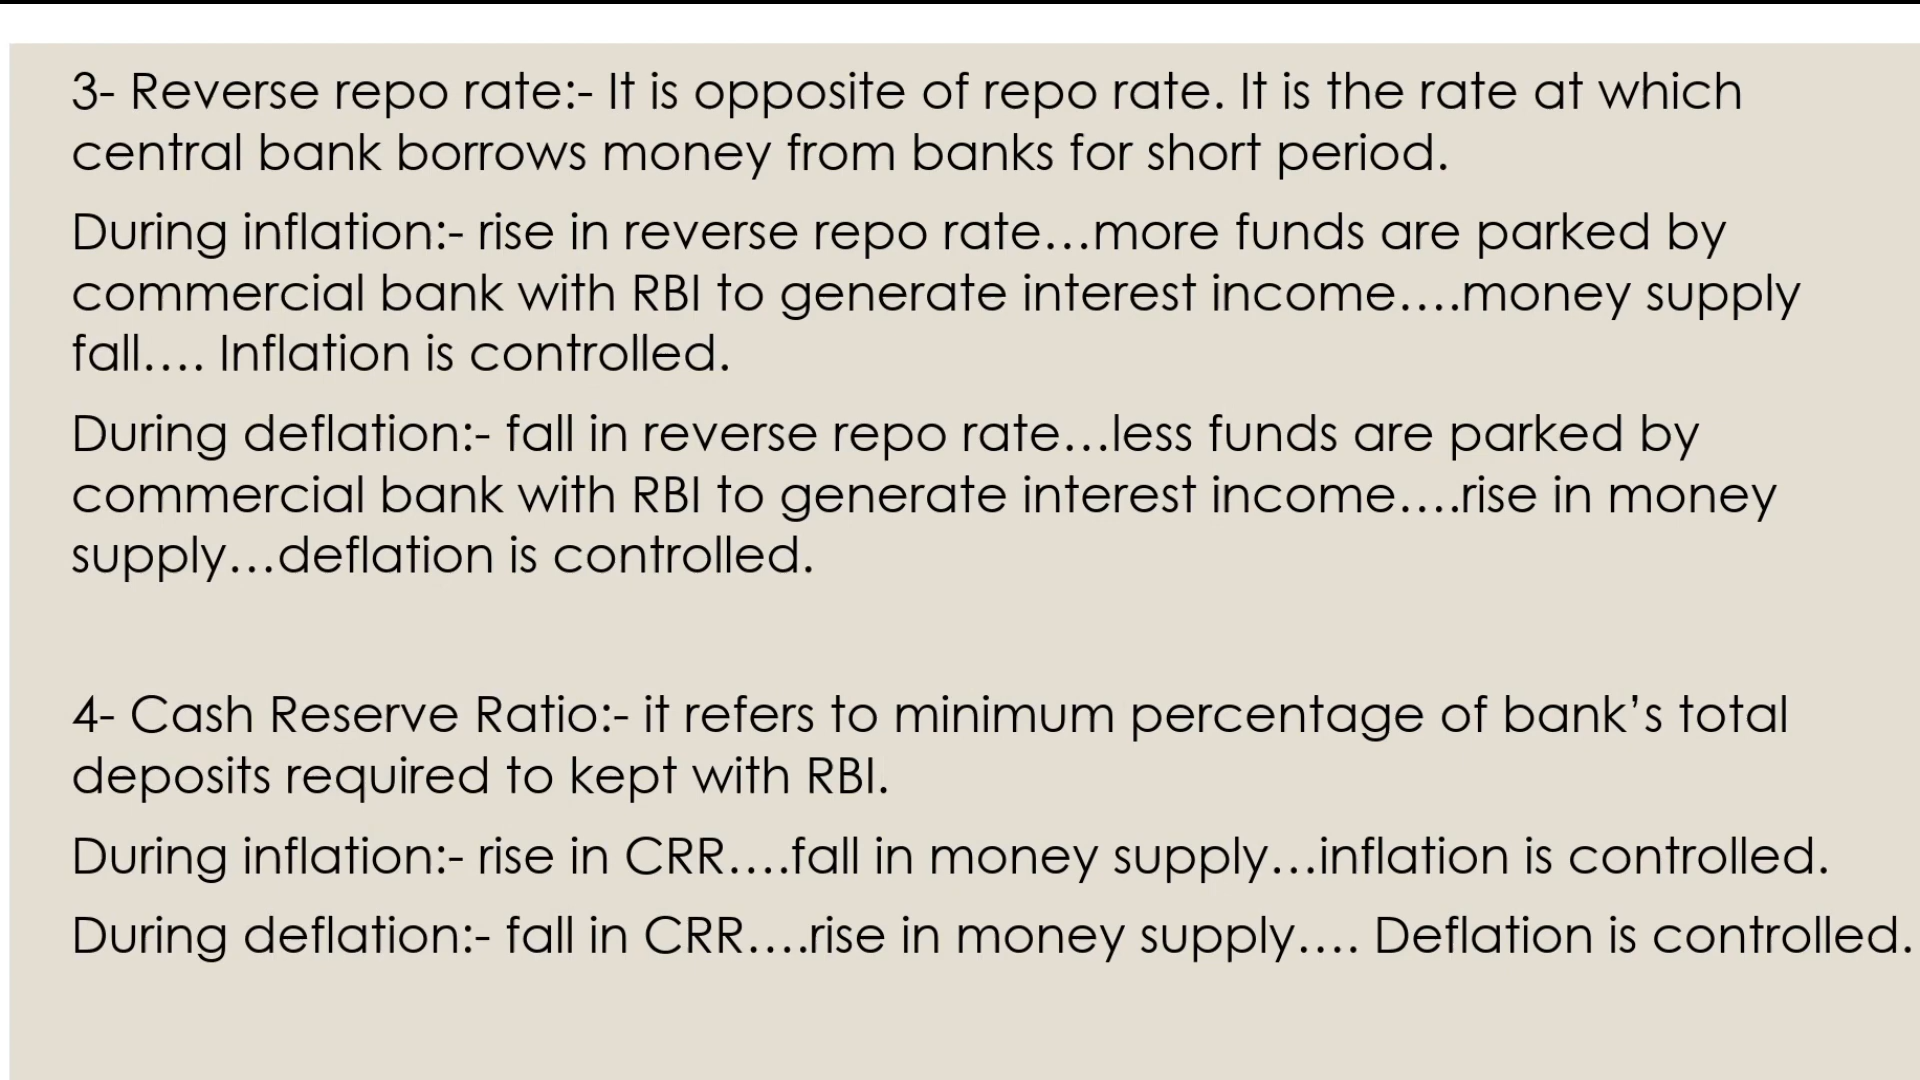 3- Reverse repo rate:- It is opposite of repo rate. It is the rate at which
central bank borrows money from banks for short period.
During inflation:- rise in reverse repo rate...more funds are parked by
commercial bank with RBI to generate interest income....money supply
fall.... Inflation is controlled.
During deflation:- fall in reverse repo rate...less funds are parked by
commercial bank with RBI to generate interest income....rise in money
supply...deflation is controlled.
4- Cash Reserve Ratio:- it refers to minimum percentage of bank’s total
deposits required to kept with RBI.
During inflation:- rise in CRR....fall in money supply...inflation is controlled.
During deflation:- fall in CRR....rise in money supply.... Deflation is controlled.